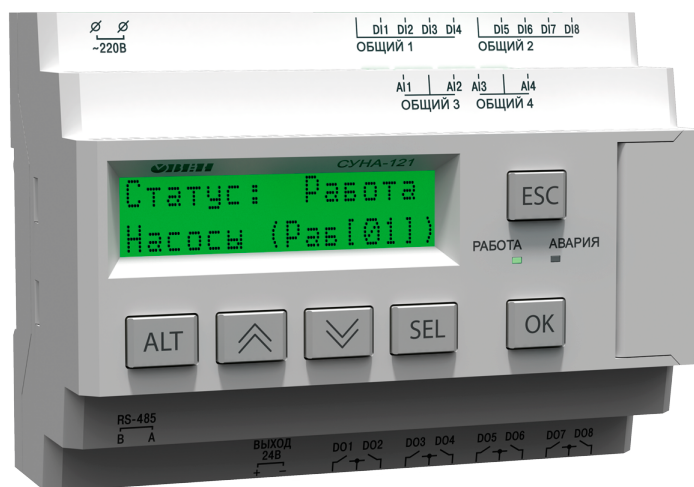 DI1 DI2 DI3 DI4 DI5 DI6 DI7 DI8
~220В ОБЩИЙ 1 ОБЩИЙ 2
AI1 AI2 AI3 AI4
ОБЩИЙ 3 ОБЩИЙ 4
ОВЕН СУНА-121
Статус: Работа
Насосы (Раб[01])
ESC
РАБОТА АВАРИЯ
ALT SEL OK
RS-485
B A
ВЫХОД
24В
+ −
DO1 DO2 DO3 DO4 DO5 DO6 DO7 DO8